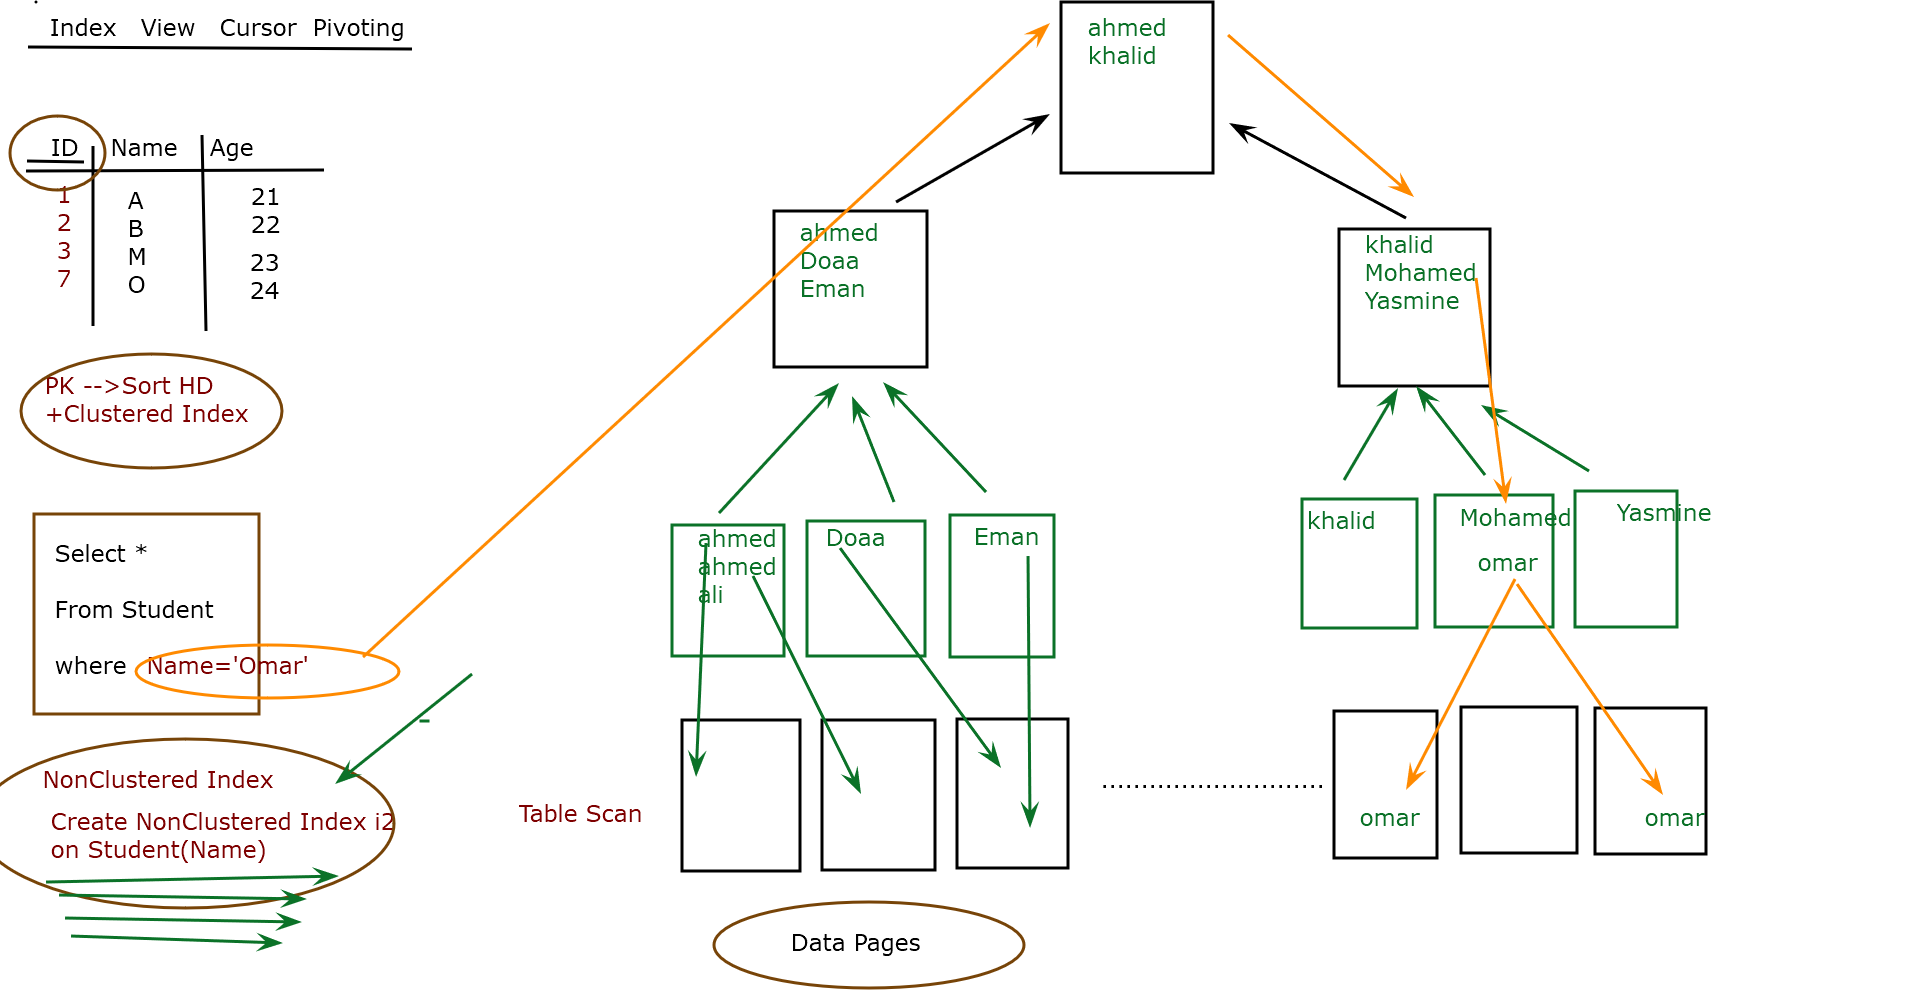 Index View Cursor Pivoting
ID Name Age
1 A 21
2 B 22
3 M 23
7 O 24
PK -->Sort HD
+Clustered Index
Select *
From Student
where Name='Omar'
NonClustered Index
Create NonClustered Index i2
on Student(Name)
ahmed
khalid
ahmed
Doaa
Eman
khalid
Mohamed
Yasmine
ahmed
ahmed
ali
Doaa
Eman
khalid
Mohamed
omar
Yasmine
Table Scan
omar
omar
Data Pages